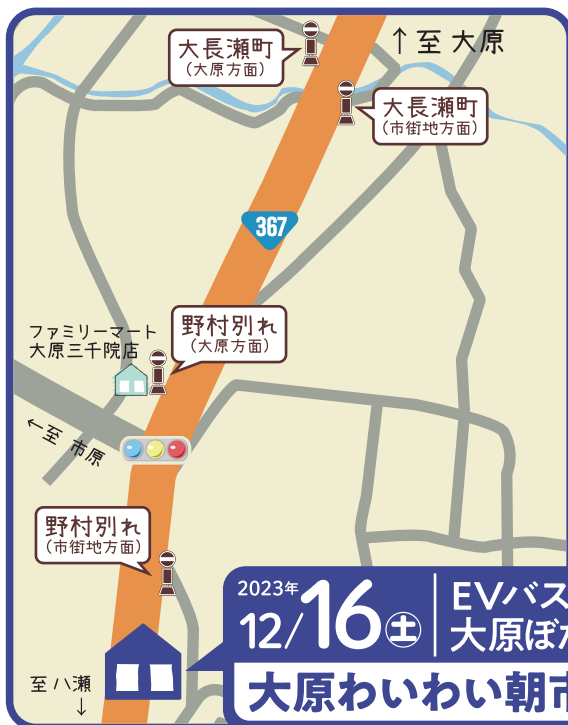 ↑至 大原
大長瀬町
(大原方面)
大長瀬町
(市街地方面)
367
野村別れ
(大原方面)
ファミリーマート
大原三千院店
←至 市原
野村別れ
(市街地方面)
2023年
12/16㊏
EVバス
大原ぽか
大原わいわい朝市
至 八瀬
↓